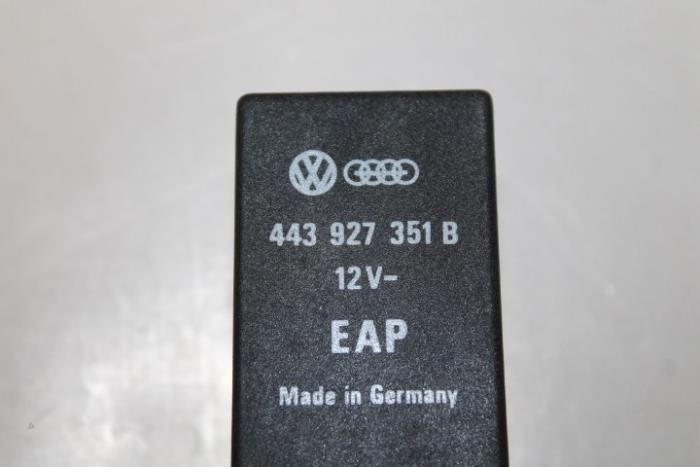 443 927 351 B
12V-
EAP
Made in Germany